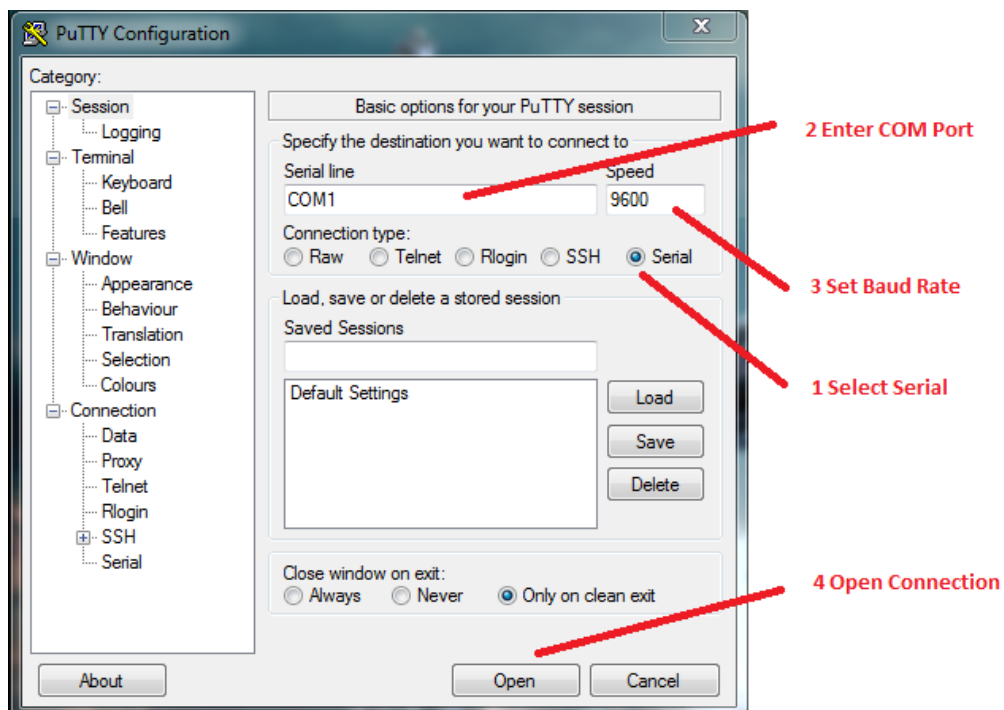 PuTTY Configuration
Category:
Session
Logging
Terminal
Keyboard
Bell
Features
Window
Appearance
Behaviour
Translation
Selection
Colours
Connection
Data
Proxy
Telnet
Rlogin
SSH
Serial
Basic options for your PuTTY session
Specify the destination you want to connect to
Serial line Speed
COM1 9600
Connection type:
Raw Telnet Rlogin SSH Serial
Load, save or delete a stored session
Saved Sessions
Default Settings
Load
Save
Delete
Close window on exit:
Always Never Only on clean exit
About Open Cancel
2 Enter COM Port
3 Set Baud Rate
1 Select Serial
4 Open Connection